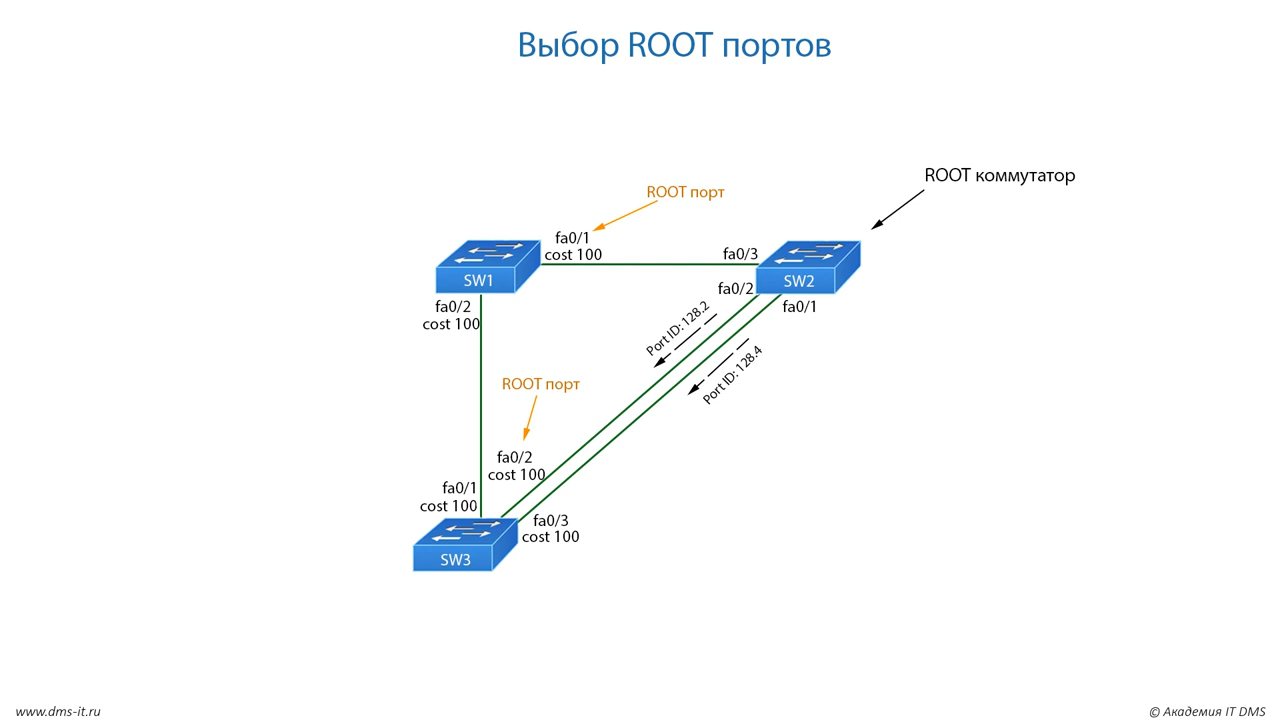 Выбор ROOT портов
ROOT коммутатор
ROOT порт
fa0/1
cost 100
fa0/3
SW1
SW2
fa0/2
fa0/1
fa0/2
cost 100
Port ID: 128.2
Port ID: 128.4
ROOT порт
fa0/2
cost 100
fa0/1
cost 100
fa0/3
cost 100
SW3
www.dms-it.ru
© Академия IT DMS